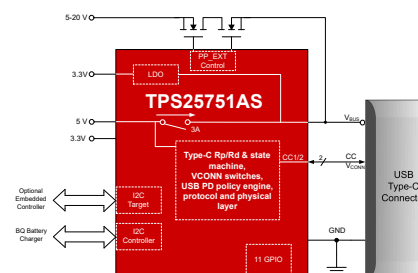 5-20 V
PP_EXT
Control
3.3V
LDO
TPS25751AS
5 V
3A
3.3V
VBUS
Type-C Rp/Rd & state
machine,
VCONN switches,
USB PD policy engine,
protocol and physical
layer
CC1/2
2
CC
VCONN
USB
Type-C
Connect
Optional
Embedded
Controller
I2C
Target
BQ Battery
Charger
I2C
Controller
GND
11 GPIO